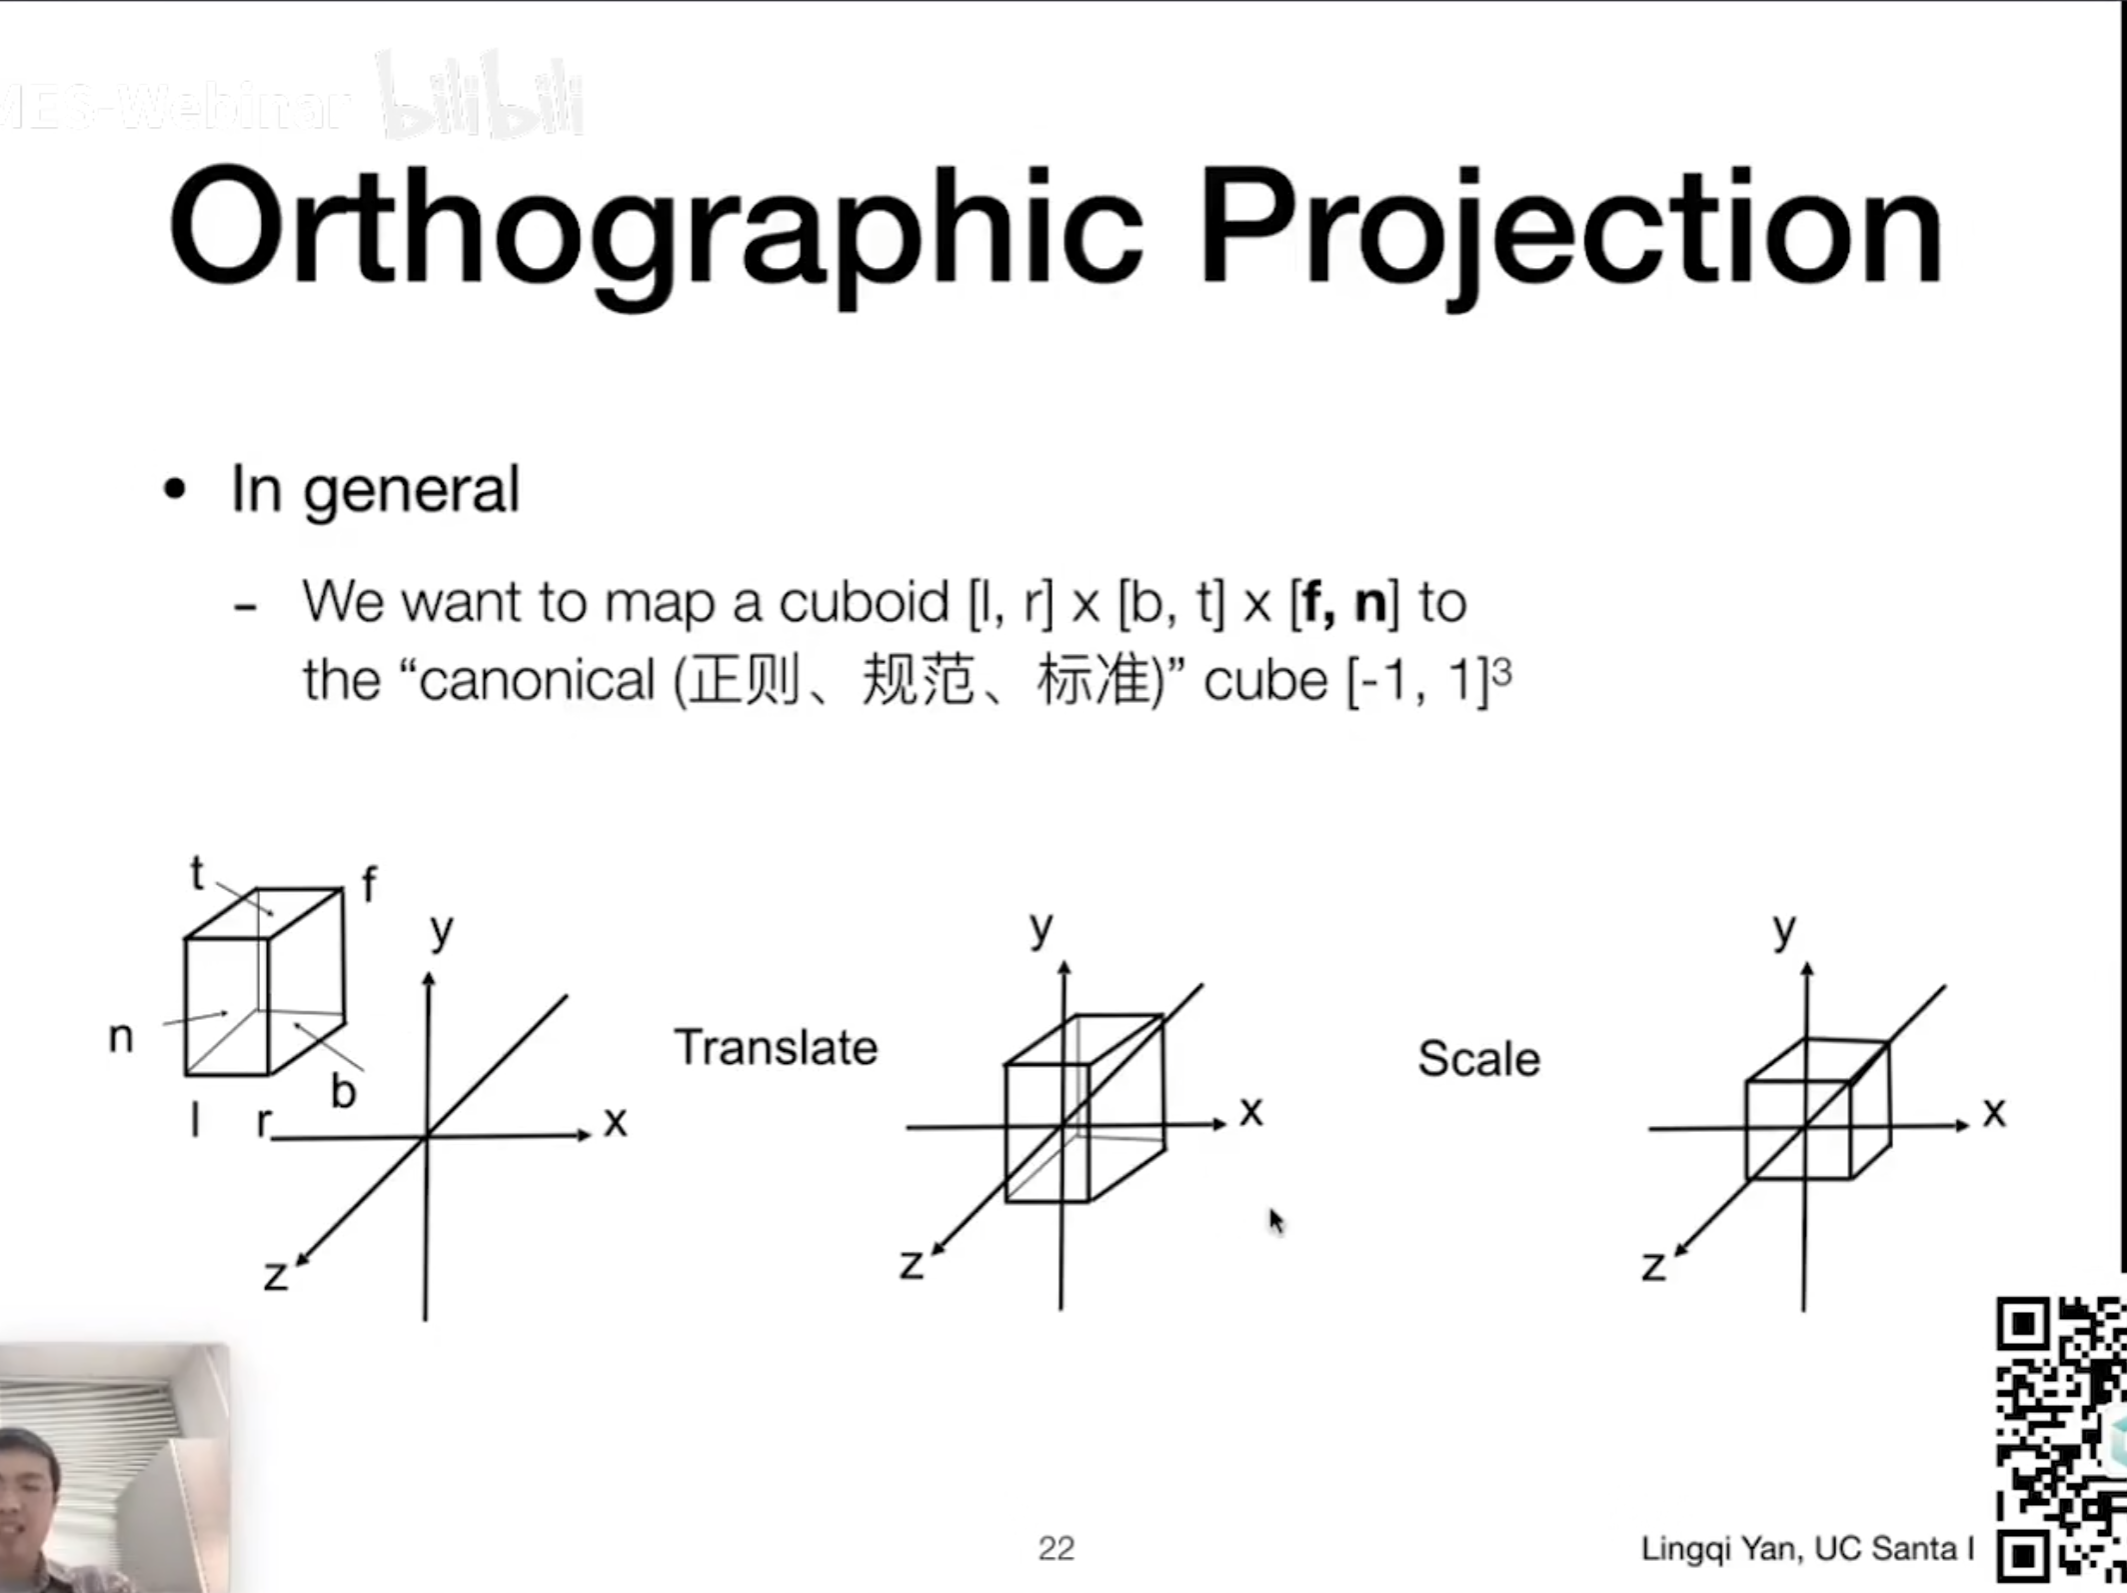 MES-Webinar bilibili
Orthographic Projection
• In general
- We want to map a cuboid [l, r] x [b, t] x [f, n] to
the “canonical (正则、规范、标准)” cube [-1, 1]³
t
f
n
b
l
r
y
x
z
Translate
y
x
z
Scale
y
x
z
22
Lingqi Yan, UC Santa